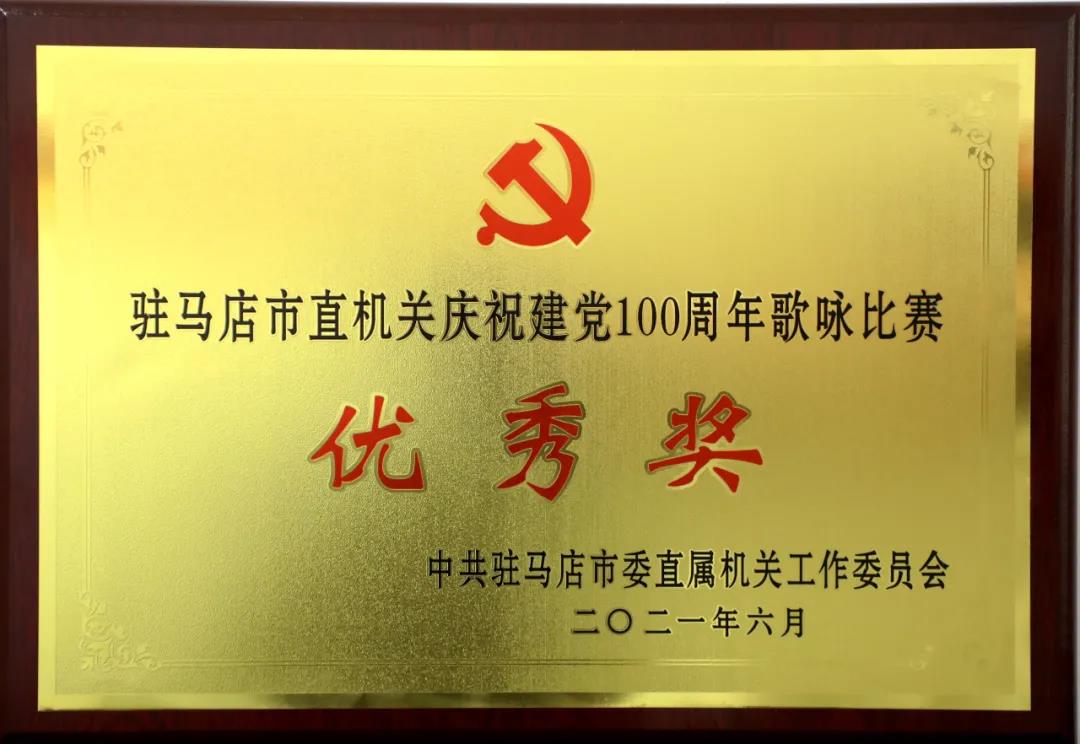 驻马店市直机关庆祝建党100周年歌咏比赛
优秀奖
中共驻马店市委直属机关工作委员会
二〇二一年六月